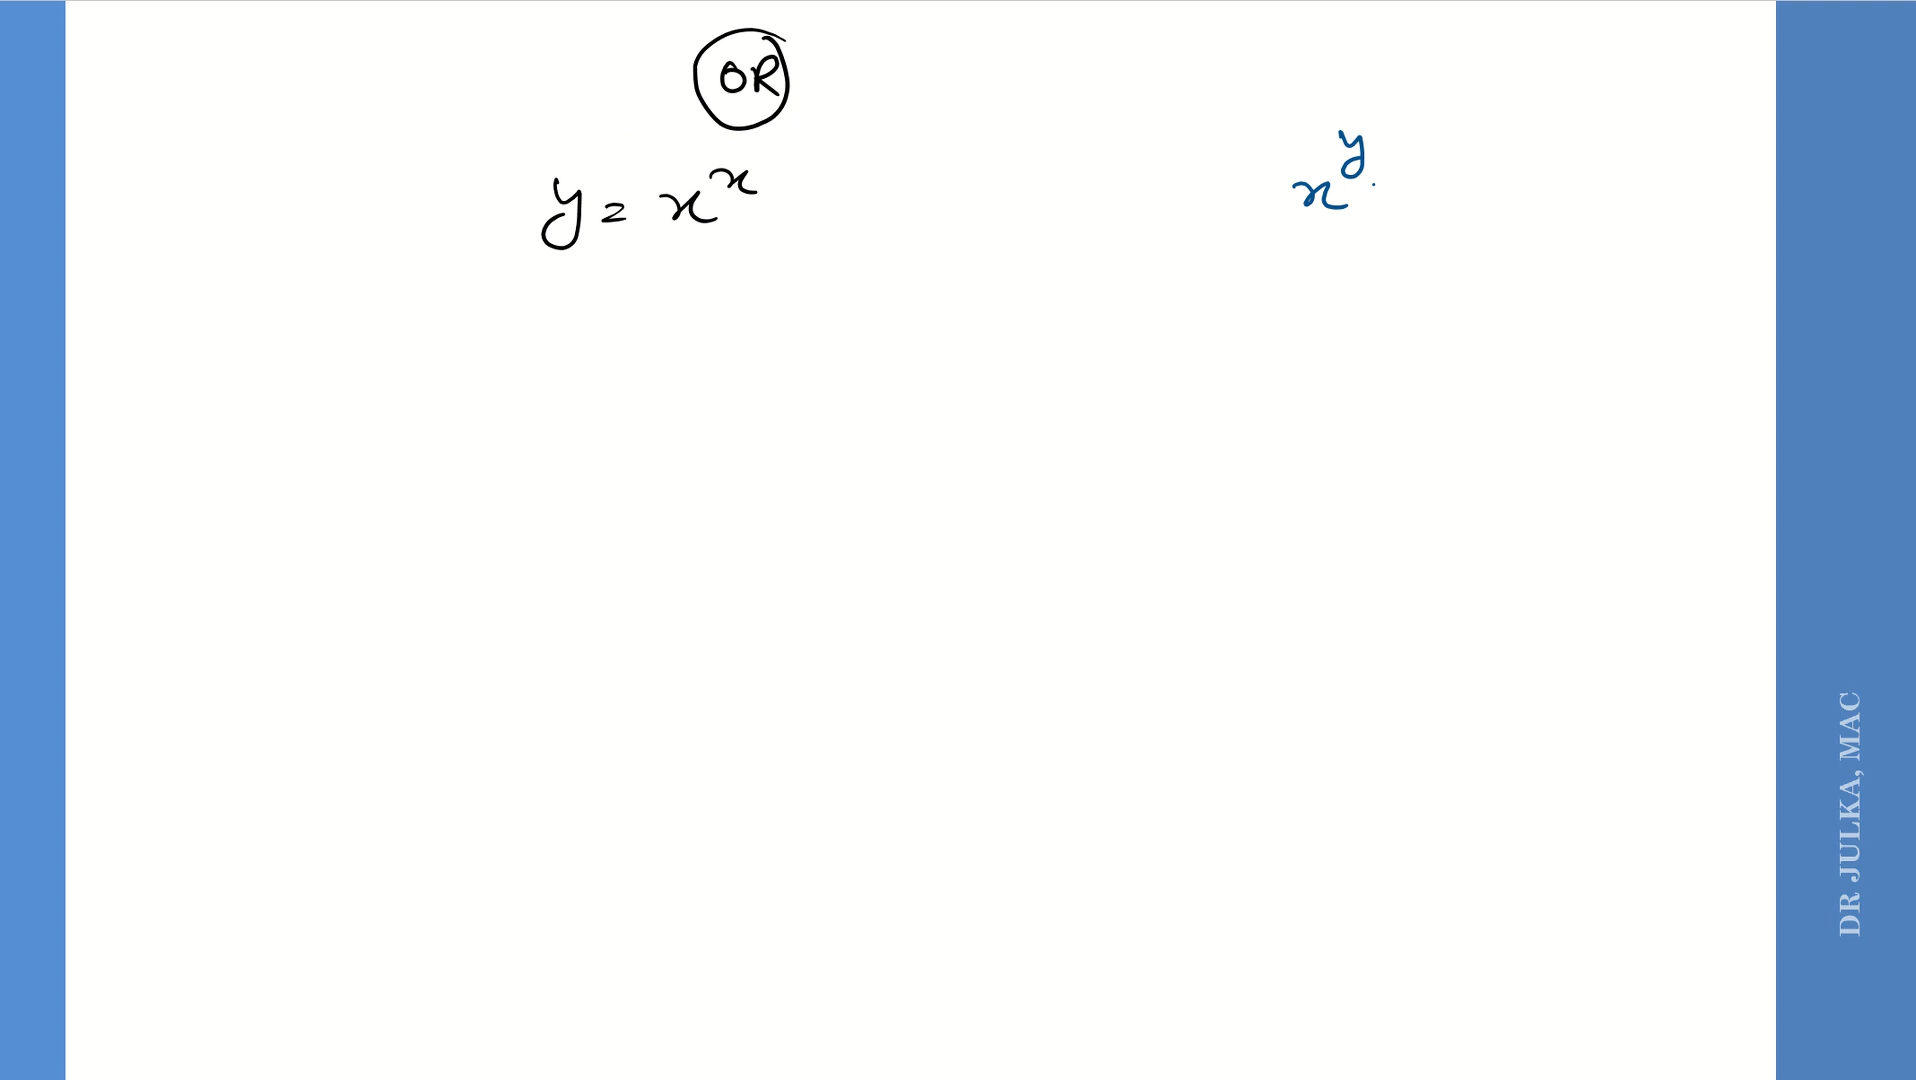 OR
y = x^x
x^y.
DR JULKA, MAC